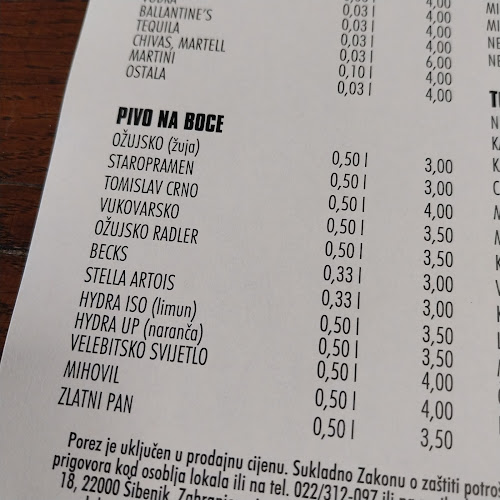 VODKA 0,03 l 4,00
BALLANTINE'S 0,03 l 4,00
TEQUILA 0,03 l 4,00
CHIVAS, MARTELL 0,03 l 6,00
MARTINI 0,10 l 4,00
OSTALA 0,03 l 4,00
PIVO NA BOCE
OŽUJSKO (žuja) 0,50 l 3,00
STAROPRAMEN 0,50 l 3,00
TOMISLAV CRNO 0,50 l 4,00
VUKOVARSKO 0,50 l 3,50
OŽUJSKO RADLER 0,50 l 3,50
BECKS 0,33 l 3,00
STELLA ARTOIS 0,33 l 3,00
HYDRA ISO (limun) 0,50 l 3,50
HYDRA UP (naranča) 0,50 l 3,50
VELEBITSKO SVIJETLO 0,50 l 4,00
MIHOVIL 0,50 l 4,00
ZLATNI PAN 0,50 l 3,50
Porez je uključen u prodajnu cijenu. Sukladno Zakonu o zaštiti
prigovora kod osoblja lokala ili na tel. 022/312-097 ili
18, 22000 Šibenik.